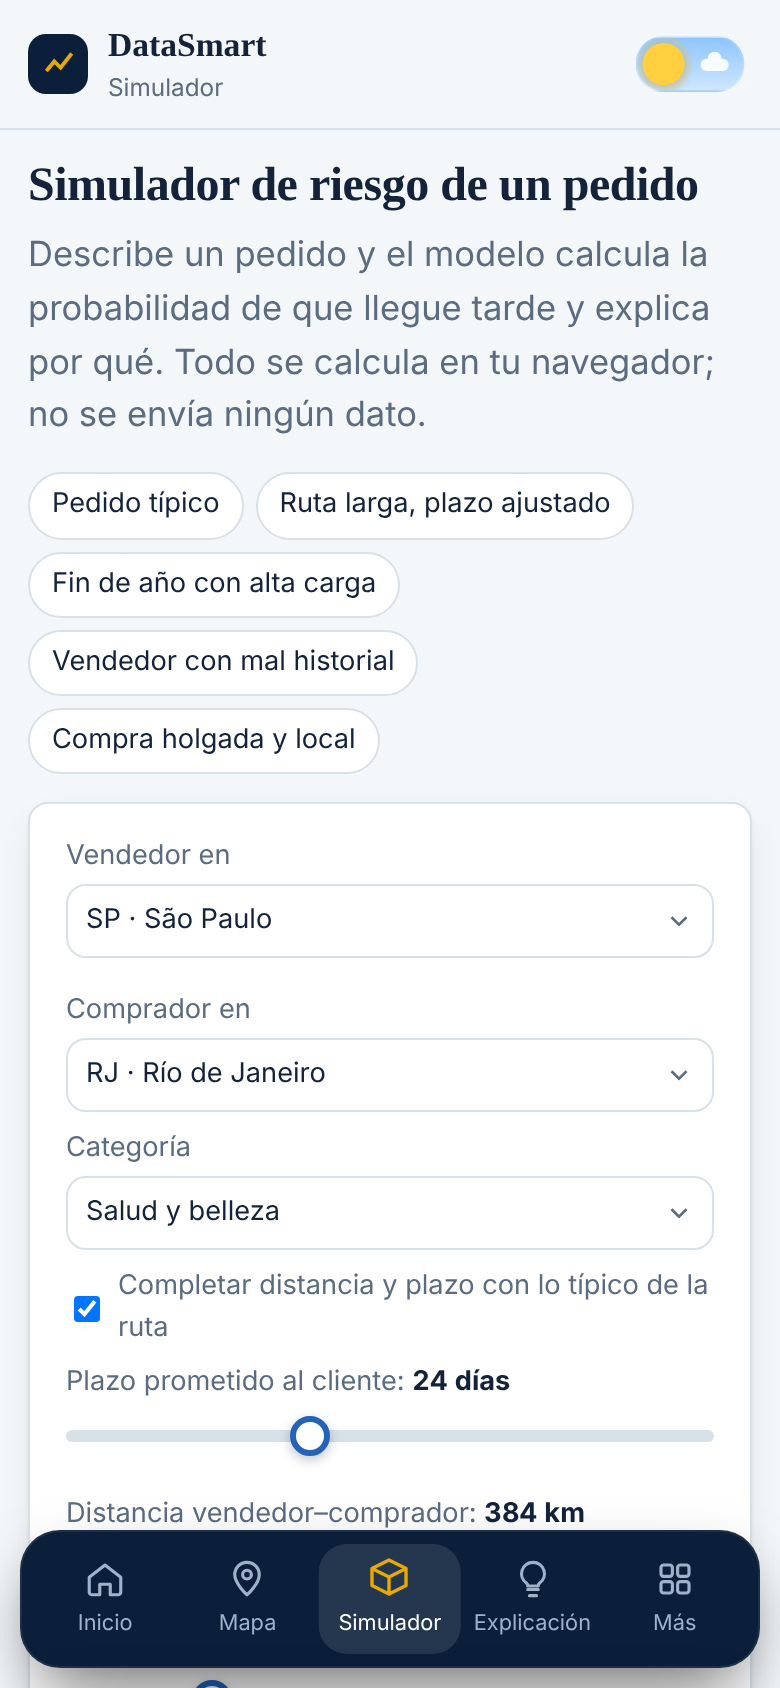 DataSmart
Simulador
Simulador de riesgo de un pedido
Describe un pedido y el modelo calcula la
probabilidad de que llegue tarde y explica
por qué. Todo se calcula en tu navegador;
no se envía ningún dato.
Pedido típico
Ruta larga, plazo ajustado
Fin de año con alta carga
Vendedor con mal historial
Compra holgada y local
Vendedor en
SP · São Paulo
Comprador en
RJ · Río de Janeiro
Categoría
Salud y belleza
Completar distancia y plazo con lo típico de la
ruta
Plazo prometido al cliente: 24 días
Distancia vendedor–comprador: 384 km
Inicio
Mapa
Simulador
Explicación
Más